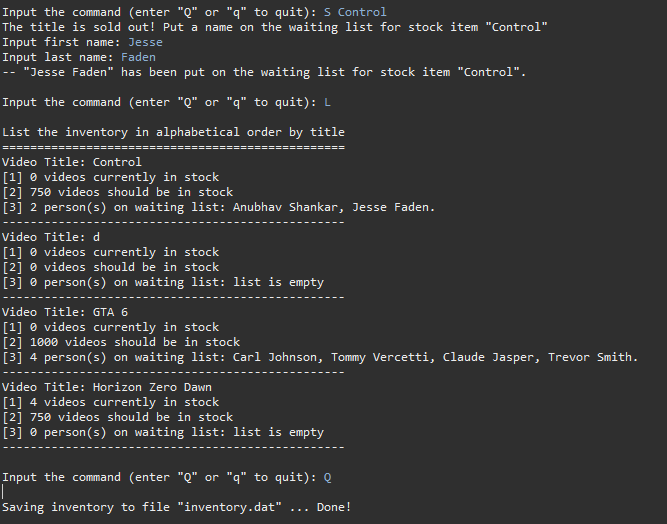 Input the command (enter "Q" or "q" to quit): S Control
The title is sold out! Put a name on the waiting list for stock item "Control"
Input first name: Jesse
Input last name: Faden
-- "Jesse Faden" has been put on the waiting list for stock item "Control".
Input the command (enter "Q" or "q" to quit): L
List the inventory in alphabetical order by title
=================================================
Video Title: Control
[1] 0 videos currently in stock
[2] 750 videos should be in stock
[3] 2 person(s) on waiting list: Anubhav Shankar, Jesse Faden.
-------------------------------------------------
Video Title: d
[1] 0 videos currently in stock
[2] 0 videos should be in stock
[3] 0 person(s) on waiting list: list is empty
-------------------------------------------------
Video Title: GTA 6
[1] 0 videos currently in stock
[2] 1000 videos should be in stock
[3] 4 person(s) on waiting list: Carl Johnson, Tommy Vercetti, Claude Jasper, Trevor Smith.
-------------------------------------------------
Video Title: Horizon Zero Dawn
[1] 4 videos currently in stock
[2] 750 videos should be in stock
[3] 0 person(s) on waiting list: list is empty
-------------------------------------------------
Input the command (enter "Q" or "q" to quit): Q
Saving inventory to file "inventory.dat" ... Done!